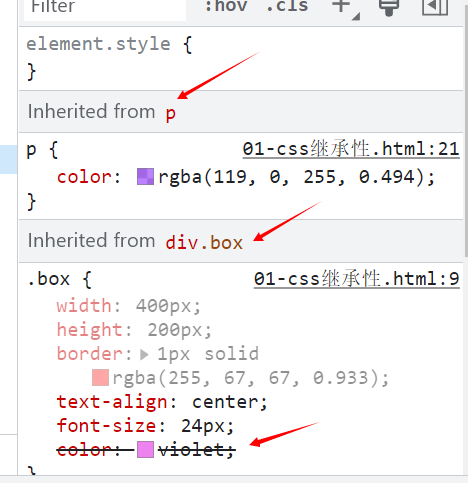 Filter :hov .cls
element.style {
}
Inherited from p
p { 01-css继承性.html:21
color: rgba(119, 0, 255, 0.494);
}
Inherited from div.box
.box { 01-css继承性.html:9
width: 400px;
height: 200px;
border: 1px solid
rgba(255, 67, 67, 0.933);
text-align: center;
font-size: 24px;
color: violet;
}